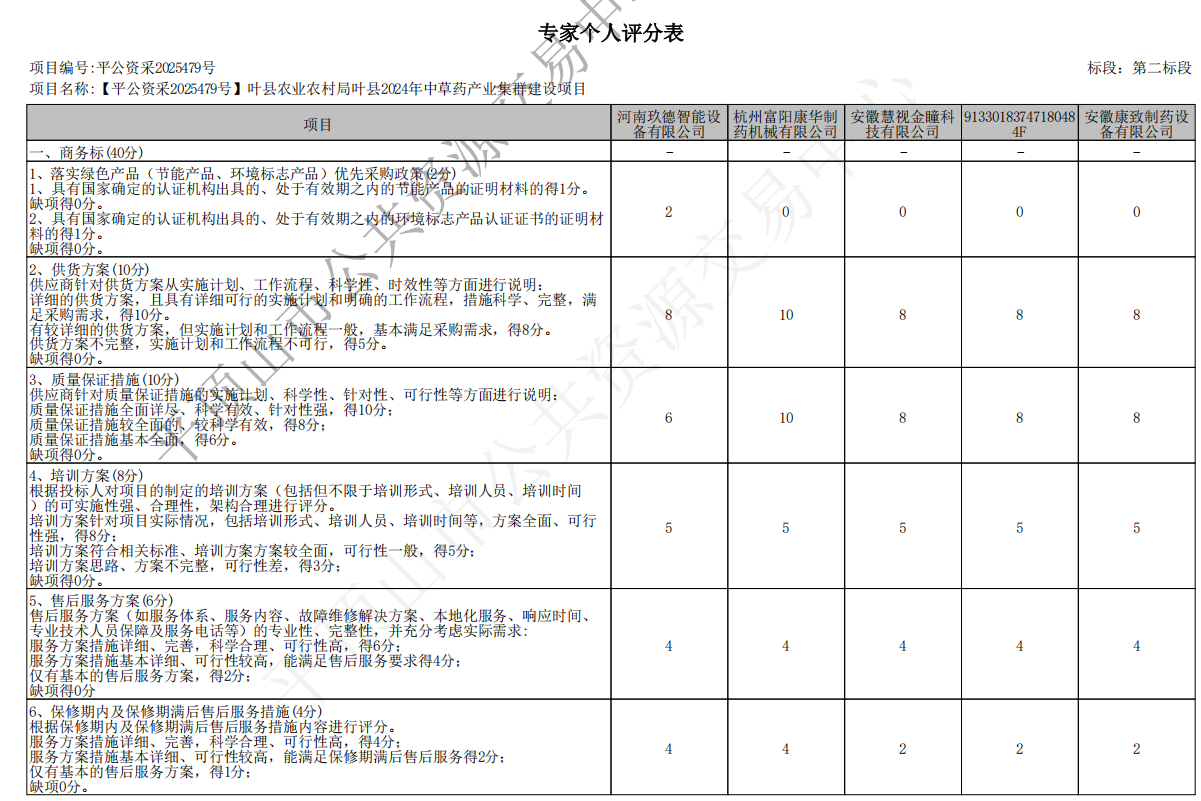 专家个人评分表
项目编号:平公资采2025479号
标段：第二标段
项目名称:【平公资采2025479号】叶县农业农村局叶县2024年中草药产业集群建设项目
项目
河南玖德智能设
备有限公司
杭州富阳康华制
药机械有限公司
安徽慧视金瞳科
技有限公司
9133018374718048
4F
安徽康致制药设
备有限公司
一、商务标(40分)
- - - - -
1、落实绿色产品（节能产品、环境标志产品）优先采购政策(2分)
1、具有国家确定的认证机构出具的、处于有效期之内的节能产品的证明材料的得1分。
缺项得0分。
2、具有国家确定的认证机构出具的、处于有效期之内的环境标志产品认证证书的证明材
料的得1分。
缺项得0分。
2 0 0 0 0
2、供货方案(10分)
供应商针对供货方案从实施计划、工作流程、科学性、时效性等方面进行说明:
详细的供货方案，且具有详细可行的实施计划和明确的工作流程，措施科学、完整，满
足采购需求，得10分。
有较详细的供货方案，但实施计划和工作流程一般，基本满足采购需求，得8分。
供货方案不完整，实施计划和工作流程不可行，得5分。
缺项得0分。
8 10 8 8 8
3、质量保证措施(10分)
供应商针对质量保证措施的实施计划、科学性、针对性、可行性等方面进行说明:
质量保证措施全面详尽、科学有效、针对性强，得10分;
质量保证措施较全面的、较科学有效，得8分;
质量保证措施基本全面，得6分。
缺项得0分。
6 10 8 8 8
4、培训方案(8分)
根据投标人对项目的制定的培训方案（包括但不限于培训形式、培训人员、培训时间
）的可实施性强、合理性，架构合理进行评分。
培训方案针对项目实际情况，包括培训形式、培训人员、培训时间等，方案全面、可行
性强，得8分;
培训方案符合相关标准、培训方案方案较全面，可行性一般，得5分;
培训方案思路、方案不完整，可行性差，得3分;
缺项得0分。
5 5 5 5 5
5、售后服务方案(6分)
售后服务方案（如服务体系、服务内容、故障维修解决方案、本地化服务、响应时间、
专业技术人员保障及服务电话等）的专业性、完整性，并充分考虑实际需求:
服务方案措施详细、完善，科学合理、可行性高，得6分;
服务方案措施基本详细、可行性较高，能满足售后服务要求得4分;
仅有基本的售后服务方案，得2分;
缺项得0分
4 4 4 4 4
6、保修期内及保修期满后售后服务措施(4分)
根据保修期内及保修期满后售后服务措施内容进行评分。
服务方案措施详细、完善，科学合理、可行性高，得4分;
服务方案措施基本详细、可行性较高，能满足保修期满后售后服务得2分;
仅有基本的售后服务方案，得1分;
缺项0分。
4 4 2 2 2
平顶山市公共资源交易中心
平顶山市公共资源交易中心